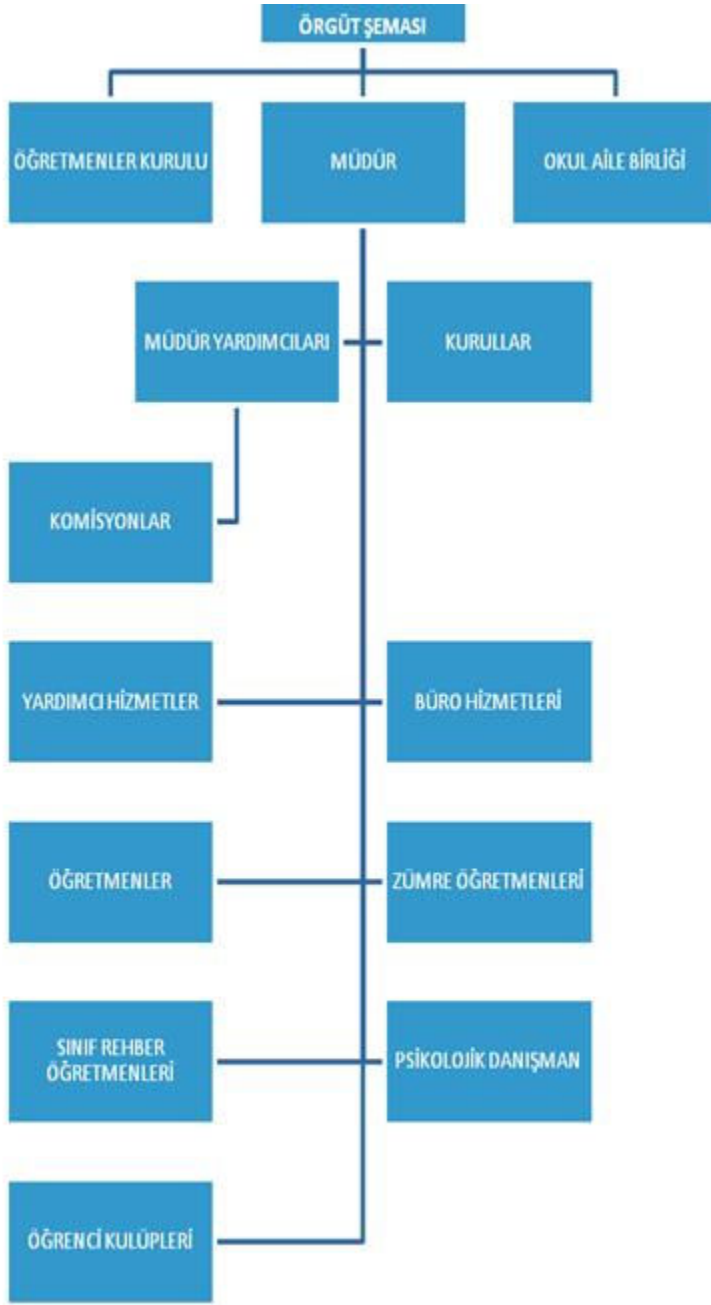 ÖRGÜT ŞEMASI
ÖĞRETMENLER KURULU
MÜDÜR
OKUL AİLE BİRLİĞİ
MÜDÜR YARDIMCILARI
KURULLAR
KOMİSYONLAR
YARDIMCI HİZMETLER
BÜRO HİZMETLERİ
ÖĞRETMENLER
ZÜMRE ÖĞRETMENLERİ
SINIF REHBER
ÖĞRETMENLERİ
PSİKOLOJİK DANIŞMAN
ÖĞRENCİ KULÜPLERİ